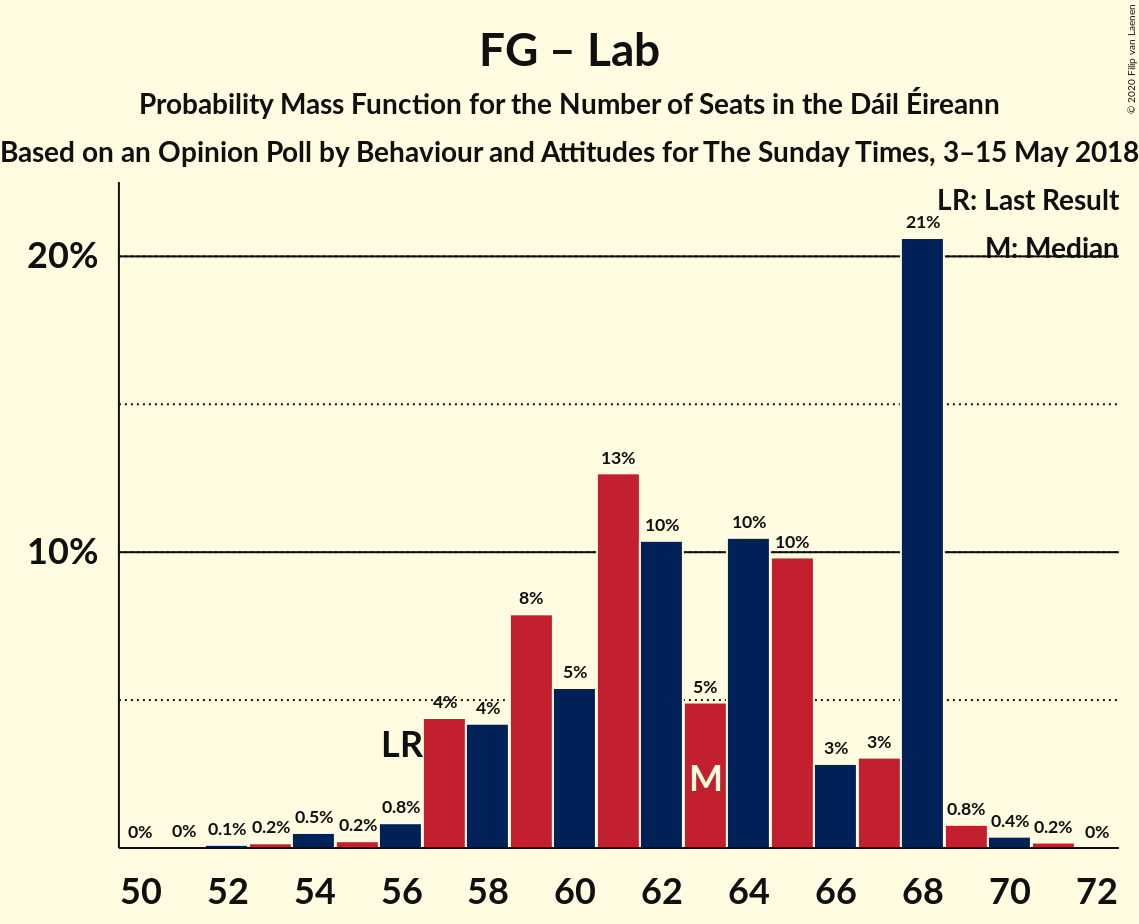 FG – Lab
Probability Mass Function for the Number of Seats in the Dáil Éireann
Based on an Opinion Poll by Behaviour and Attitudes for The Sunday Times, 3–15 May 2018
© 2020 Filip van Laenen
LR: Last Result
M: Median
20%
10%
0% 0% 0.1% 0.2% 0.5% 0.2% 0.8% 4% 4% 8% 5% 13% 10% 5% 10% 10% 3% 3% 21% 0.8% 0.4% 0.2% 0%
LR
M
50 52 54 56 58 60 62 64 66 68 70 72